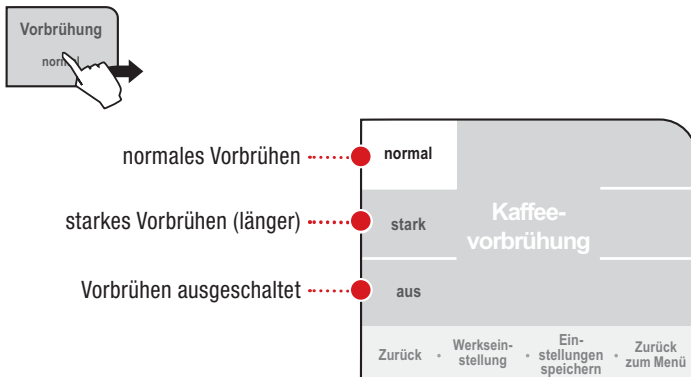 Vorbrühung
normal
normales Vorbrühen
normal
starkes Vorbrühen (länger)
stark
Kaffee-
vorbrühung
Vorbrühen ausgeschaltet
aus
Zurück
Werksein-
stellung
Ein-
stellungen
speichern
Zurück
zum Menü